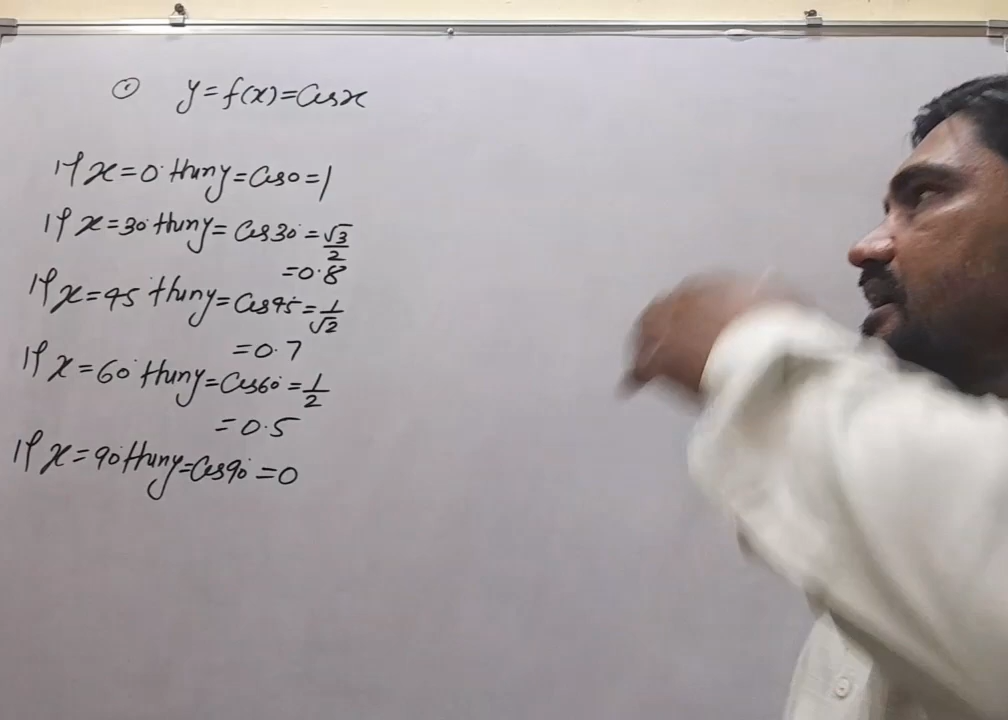 ① y=f(x)=Cosx
If x=0° then y=Cos0=1
If x=30° then y=Cos30°=√3/2
=0.8
If x=45° then y=Cos45°=1/√2
=0.7
If x=60° then y=Cos60°=1/2
=0.5
If x=90° then y=Cos90°=0